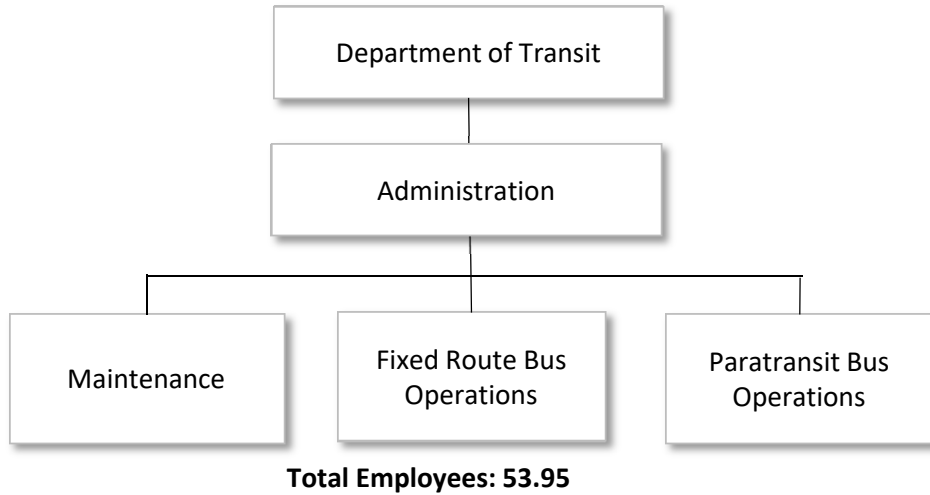 Department of Transit
Administration
Maintenance
Fixed Route Bus
Operations
Paratransit Bus
Operations
Total Employees: 53.95